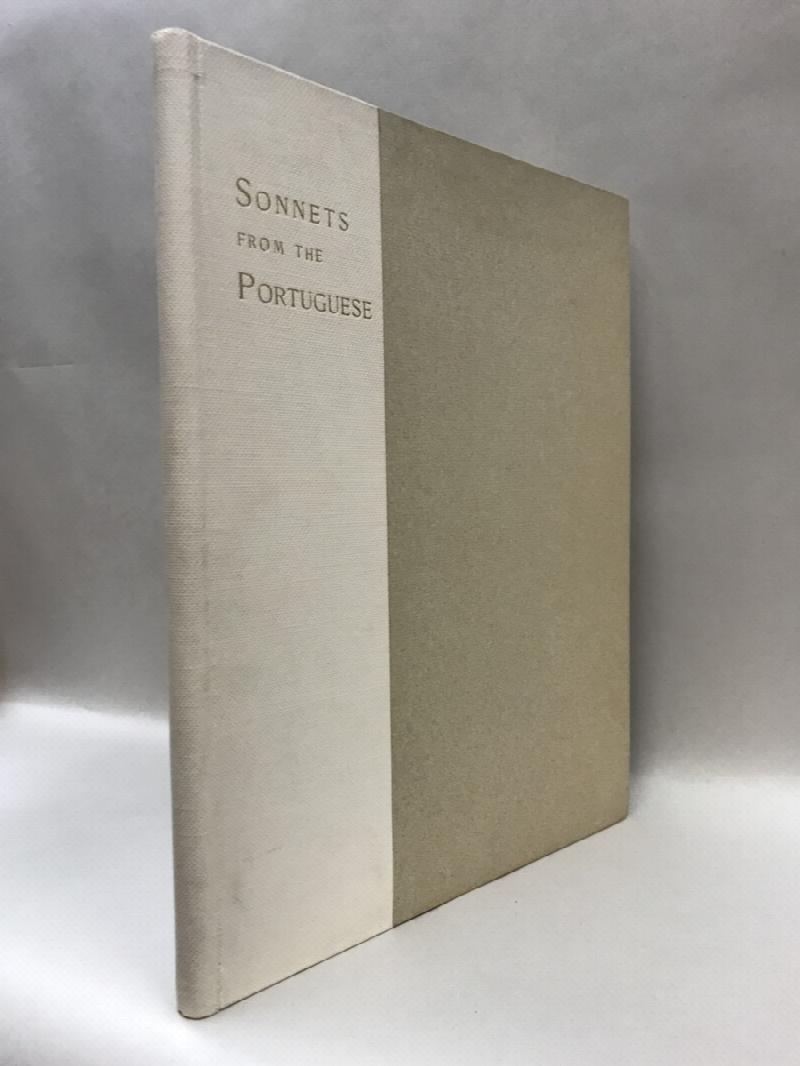 Sonnets
from the
Portuguese